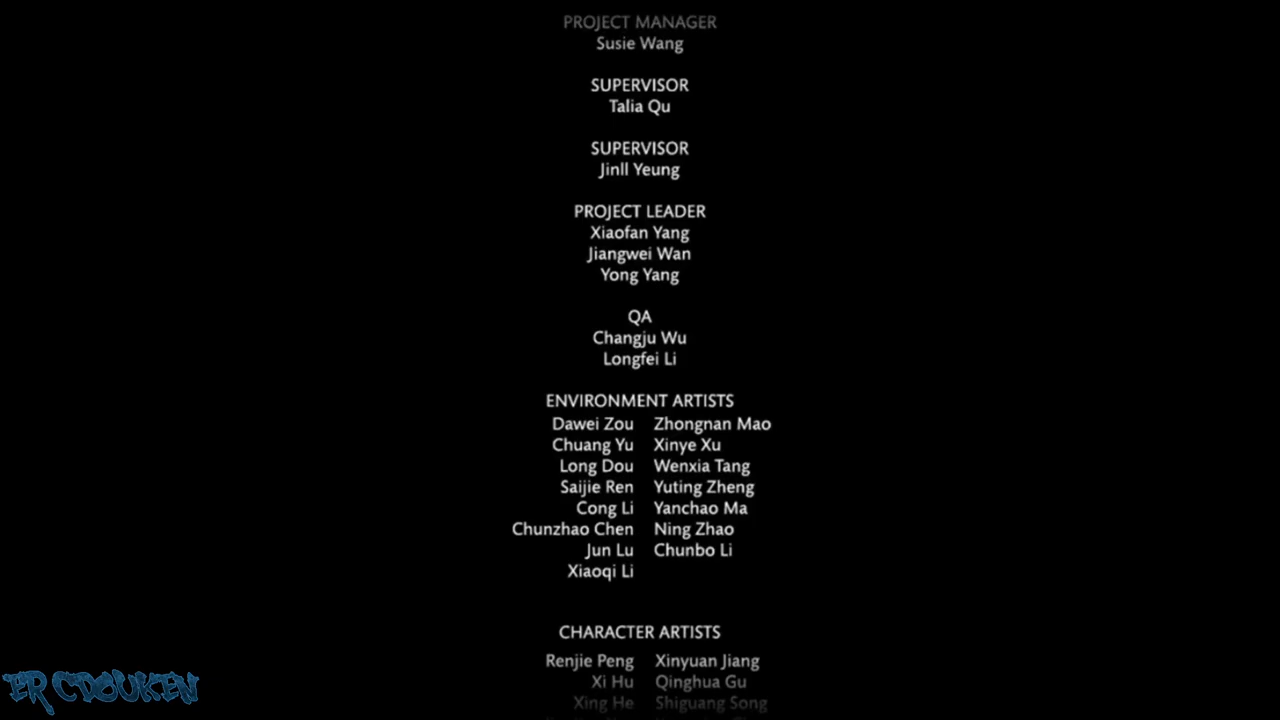 PROJECT MANAGER
Susie Wang
SUPERVISOR
Talia Qu
SUPERVISOR
Jinll Yeung
PROJECT LEADER
Xiaofan Yang
Jiangwei Wan
Yong Yang
QA
Changju Wu
Longfei Li
ENVIRONMENT ARTISTS
Dawei Zou Zhongnan Mao
Chuang Yu Xinye Xu
Long Dou Wenxia Tang
Saijie Ren Yuting Zheng
Cong Li Yanchao Ma
Chunzhao Chen Ning Zhao
Jun Lu Chunbo Li
Xiaoqi Li
CHARACTER ARTISTS
Renjie Peng Xinyuan Jiang
Xi Hu Qinghua Gu
Xing He Shiguang Song
ER CDOUKEN